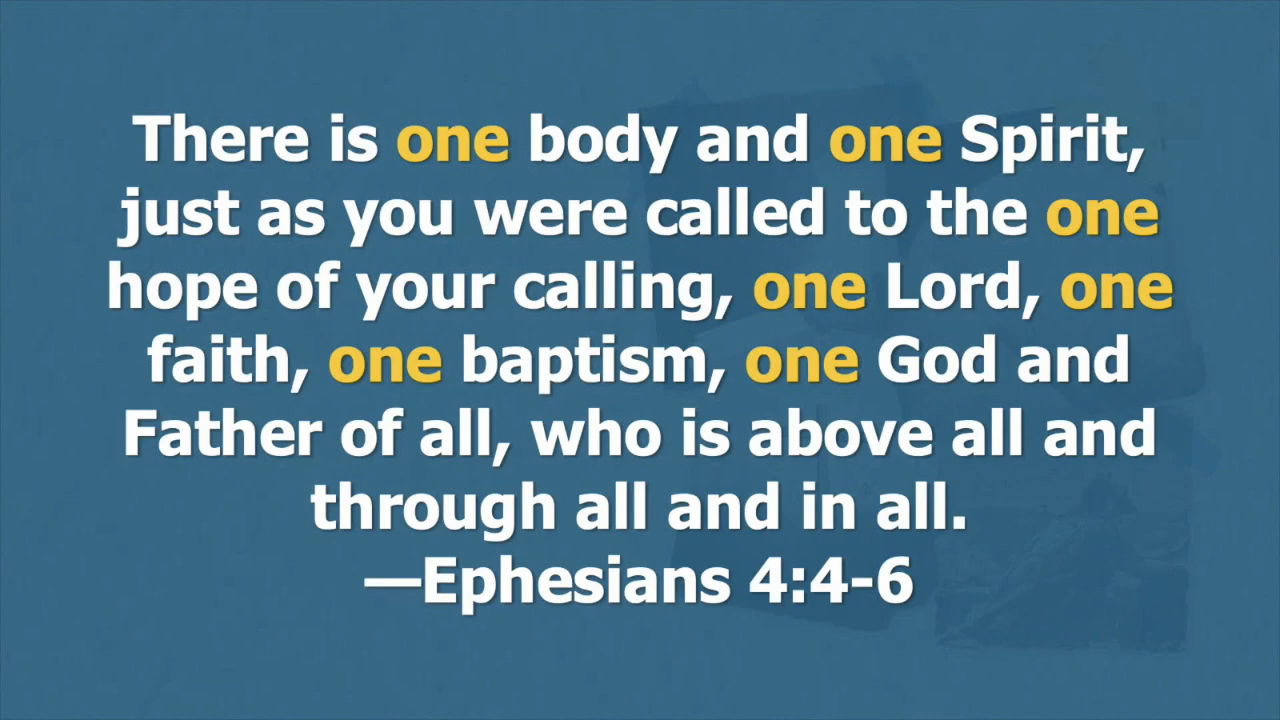 There is one body and one Spirit,
just as you were called to the one
hope of your calling, one Lord, one
faith, one baptism, one God and
Father of all, who is above all and
through all and in all.
—Ephesians 4:4-6